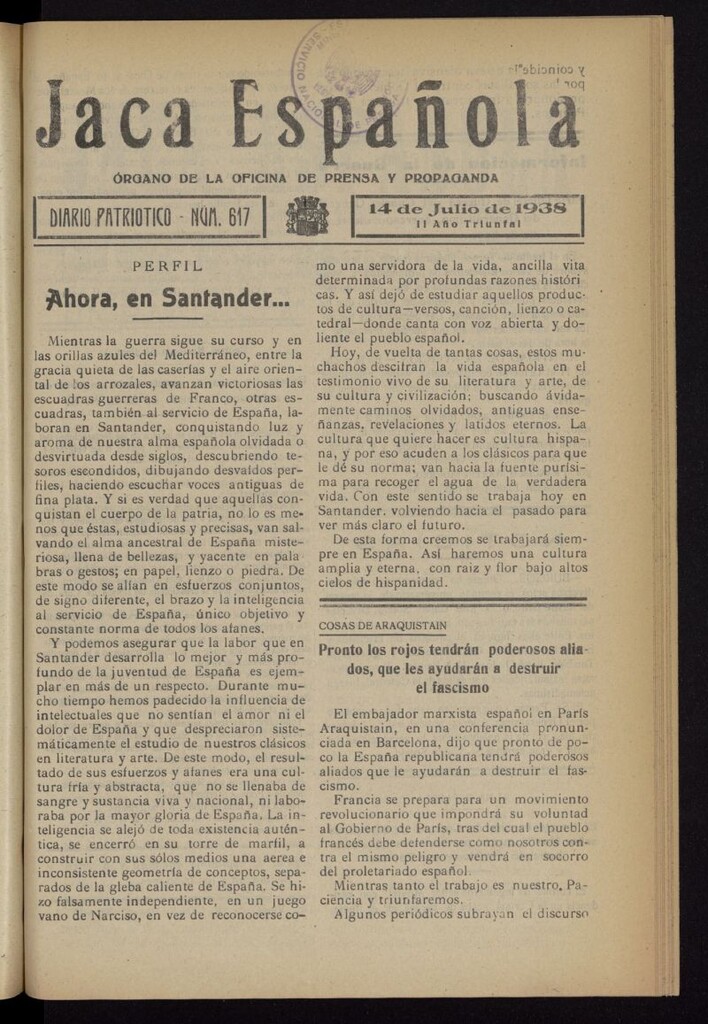 Jaca Española
ÓRGANO DE LA OFICINA DE PRENSA Y PROPAGANDA
DIARIO PATRIOTICO - NÚM. 617
14 de Julio de 1938
II Año Triunfal
PERFIL
Ahora, en Santander...
Mientras la guerra sigue su curso y en
las orillas azules del Mediterráneo, entre la
gracia quieta de las caserías y el aire orien-
tal de los arrozales, avanzan victoriosas las
escuadras guerreras de Franco, otras es-
cuadras, también al servicio de España, la-
boran en Santander, conquistando luz y
aroma de nuestra alma española olvidada o
desvirtuada desde siglos, descubriendo te-
soros escondidos, dibujando desvaídos per-
files, haciendo escuchar voces antiguas de
fina plata. Y si es verdad que aquellas con-
quistan el cuerpo de la patria, no lo es me-
nos que éstas, estudiosas y precisas, van sal-
vando el alma ancestral de España miste-
riosa, llena de bellezas, y yacente en pala
bras o gestos; en papel, lienzo o piedra. De
este modo se alían en esfuerzos conjuntos,
de signo diferente, el brazo y la inteligencia
al servicio de España, único objetivo y
constante norma de todos los afanes.
Y podemos asegurar que la labor que en
Santander desarrolla lo mejor y más pro-
fundo de la juventud de España es ejem-
plar en más de un respecto. Durante mu-
cho tiempo hemos padecido la influencia de
intelectuales que no sentían el amor ni el
dolor de España y que despreciaron siste-
máticamente el estudio de nuestros clásicos
en literatura y arte. De este modo, el resul-
tado de sus esfuerzos y afanes era una cul-
tura fría y abstracta, que no se llenaba de
sangre y sustancia viva y nacional, ni labo-
raba por la mayor gloria de España. La in-
teligencia se alejó de toda existencia autén-
tica, se encerró en su torre de marfil, a
construir con sus sólos medios una aerea e
inconsistente geometría de conceptos, sepa-
rados de la gleba caliente de España. Se hi-
zo falsamente independiente, en un juego
vano de Narciso, en vez de reconocerse co-
mo una servidora de la vida, ancilla vita
determinada por profundas razones históri
cas. Y así dejó de estudiar aquellos produc-
tos de cultura—versos, canción, lienzo o ca-
tedral—donde canta con voz abierta y do-
liente el pueblo español.
Hoy, de vuelta de tantas cosas, estos mu-
chachos descifran la vida española en el
testimonio vivo de su literatura y arte, de
su cultura y civilización; buscando ávida-
mente caminos olvidados, antiguas ense-
ñanzas, revelaciones y latidos eternos. La
cultura que quiere hacer es cultura hispa-
na, y por eso acuden a los clásicos para que
le dé su norma; van hacia la fuente purísi-
ma para recoger el agua de la verdadera
vida. Con este sentido se trabaja hoy en
Santander. volviendo hacia el pasado para
ver más claro el futuro.
De esta forma creemos se trabajará siem-
pre en España. Así haremos una cultura
amplia y eterna, con raiz y flor bajo altos
cielos de hispanidad.
COSAS DE ARAQUISTAIN
Pronto los rojos tendrán poderosos alia-
dos, que les ayudarán a destruir
el fascismo
El embajador marxista español en París
Araquistain, en una conferencia pronun-
ciada en Barcelona, dijo que pronto de po-
co la España republicana tendrá poderosos
aliados que le ayudarán a destruir el fas-
cismo.
Francia se prepara para un movimiento
revolucionario que impondrá su voluntad
al Gobierno de París, tras del cual el pueblo
francés debe defenderse como nosotros con-
tra el mismo peligro y vendrá en socorro
del proletariado español.
Mientras tanto el trabajo es nuestro. Pa-
ciencia y triunfaremos.
Algunos periódicos subrayan el discurso